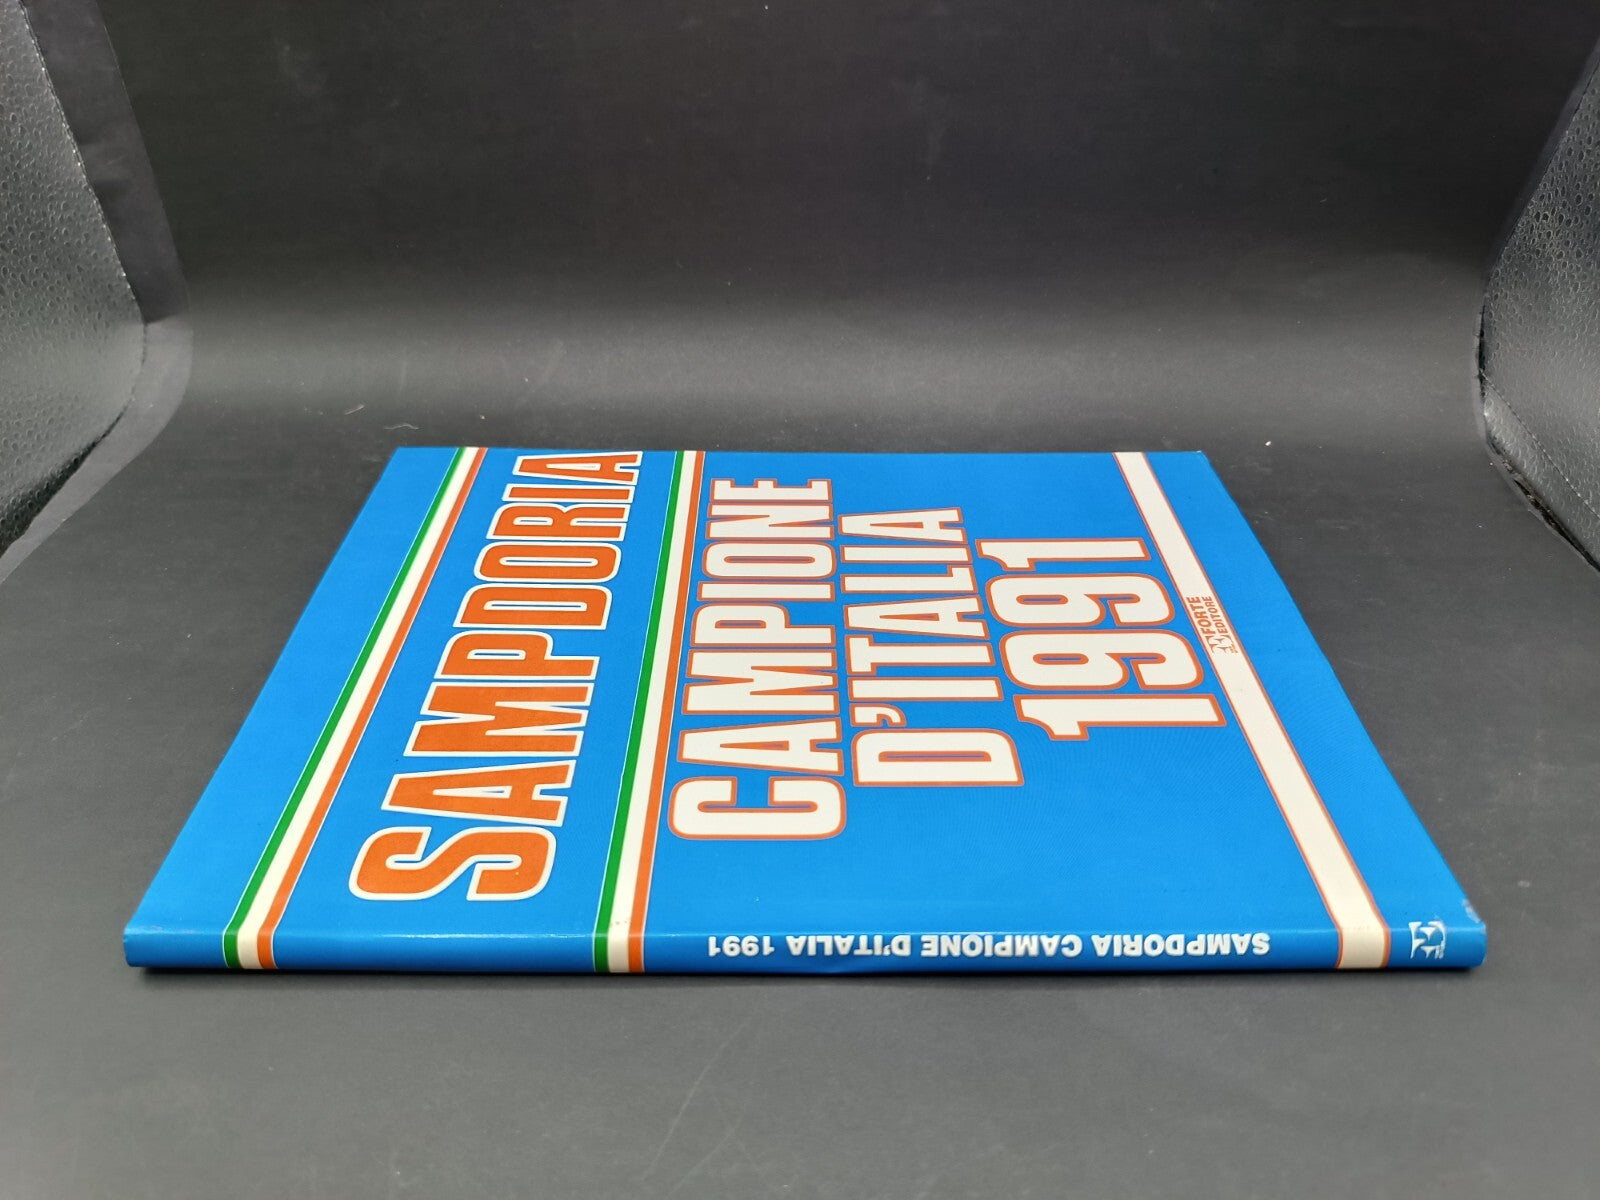 SAMPDORIA
CAMPIONE
D'ITALIA
1991
FORTE
EDITORE
SAMPDORIA CAMPIONE D'ITALIA 1991